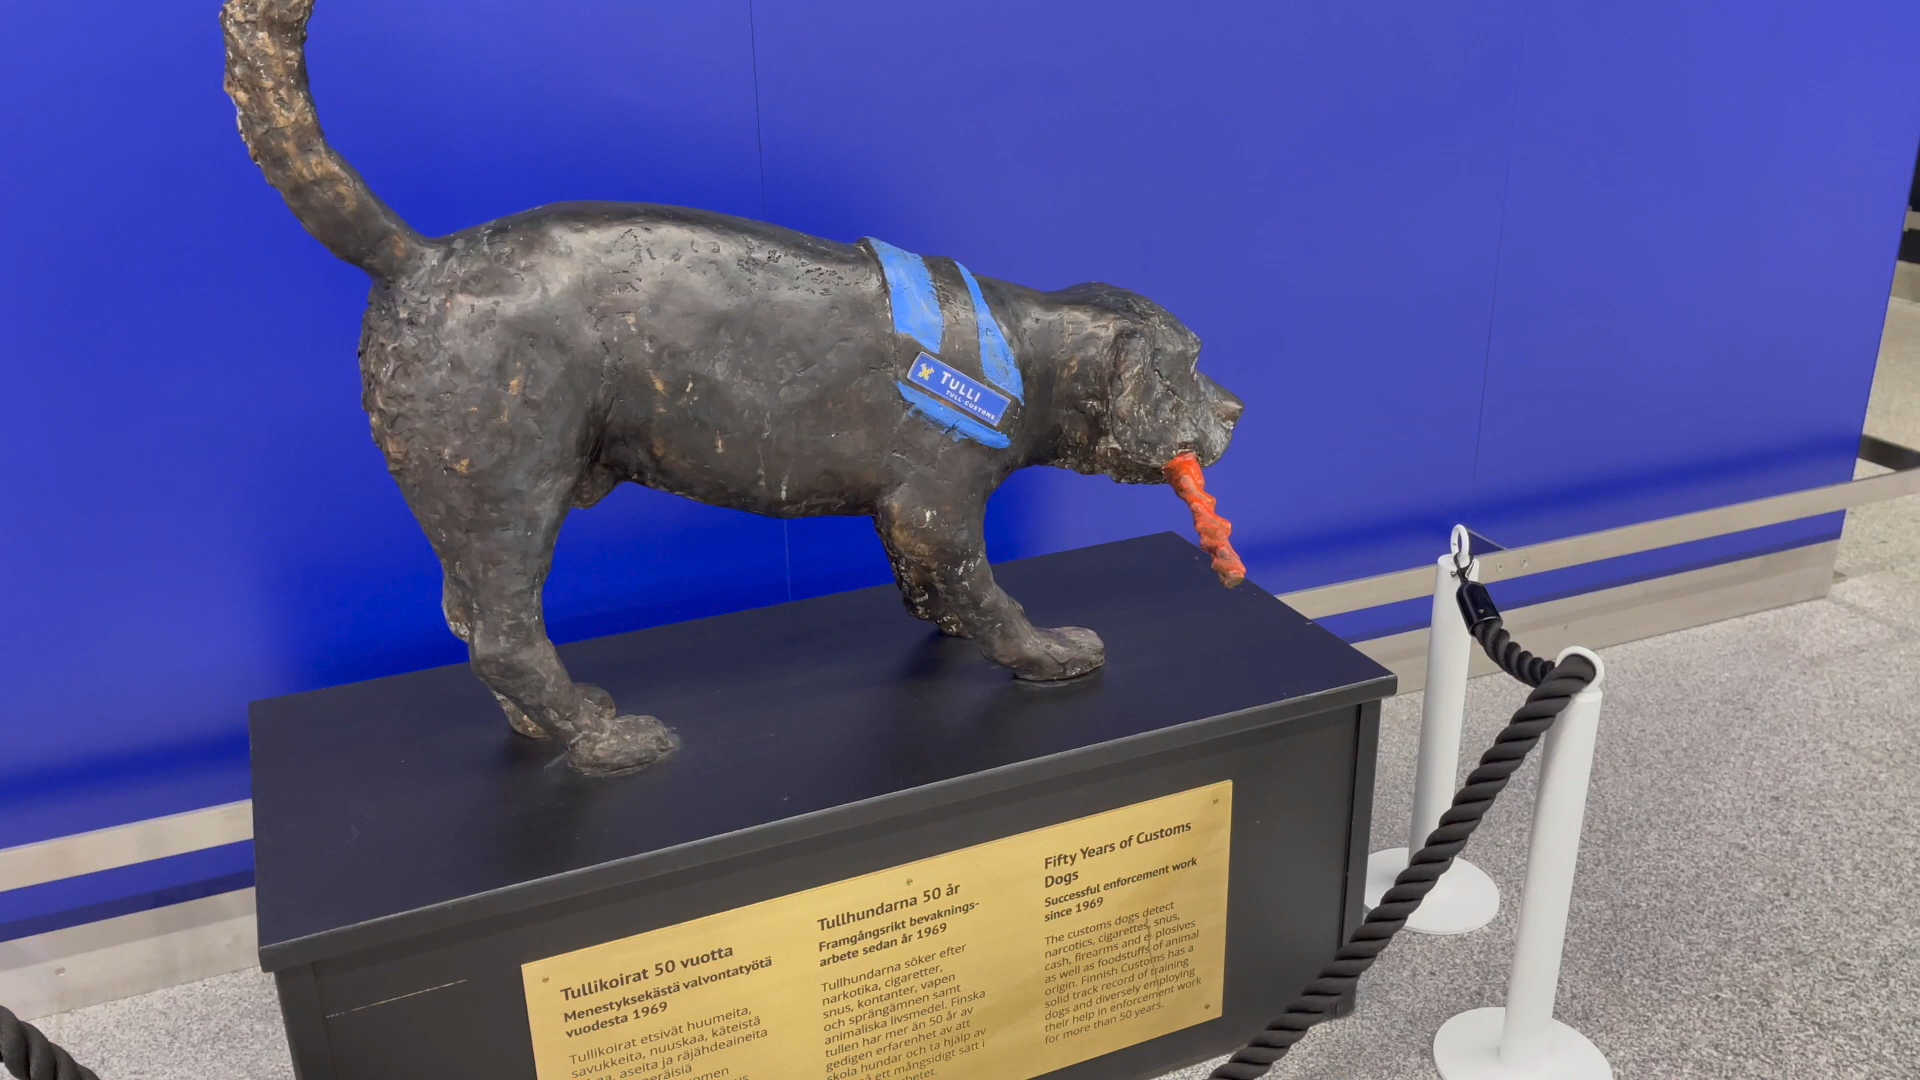 TULLI
TULL·CUSTOMS
Tullikoirat 50 vuotta
Menestyksekästä valvontatyötä
vuodesta 1969
Tullikoirat etsivät huumeita,
savukkeita, nuuskaa, käteistä
aseita ja räjähdeaineita
Tullhundarna 50 år
Framgångsrikt bevaknings-
arbete sedan år 1969
Tullhundarna söker efter
narkotika, cigaretter,
snus, kontanter, vapen
och sprängämnen samt
animaliska livsmedel. Finska
tullen har mer än 50 år av
gedigen erfarenhet av att
skola hundar och ta hjälp av
ett mångsidigt sätt i
Fifty Years of Customs
Dogs
Successful enforcement work
since 1969
The customs dogs detect
narcotics, cigarettes, snus,
cash, firearms and explosives
as well as foodstuffs of animal
origin. Finnish Customs has a
solid track record of training
dogs and diversely employing
their help in enforcement work
for more than 50 years.